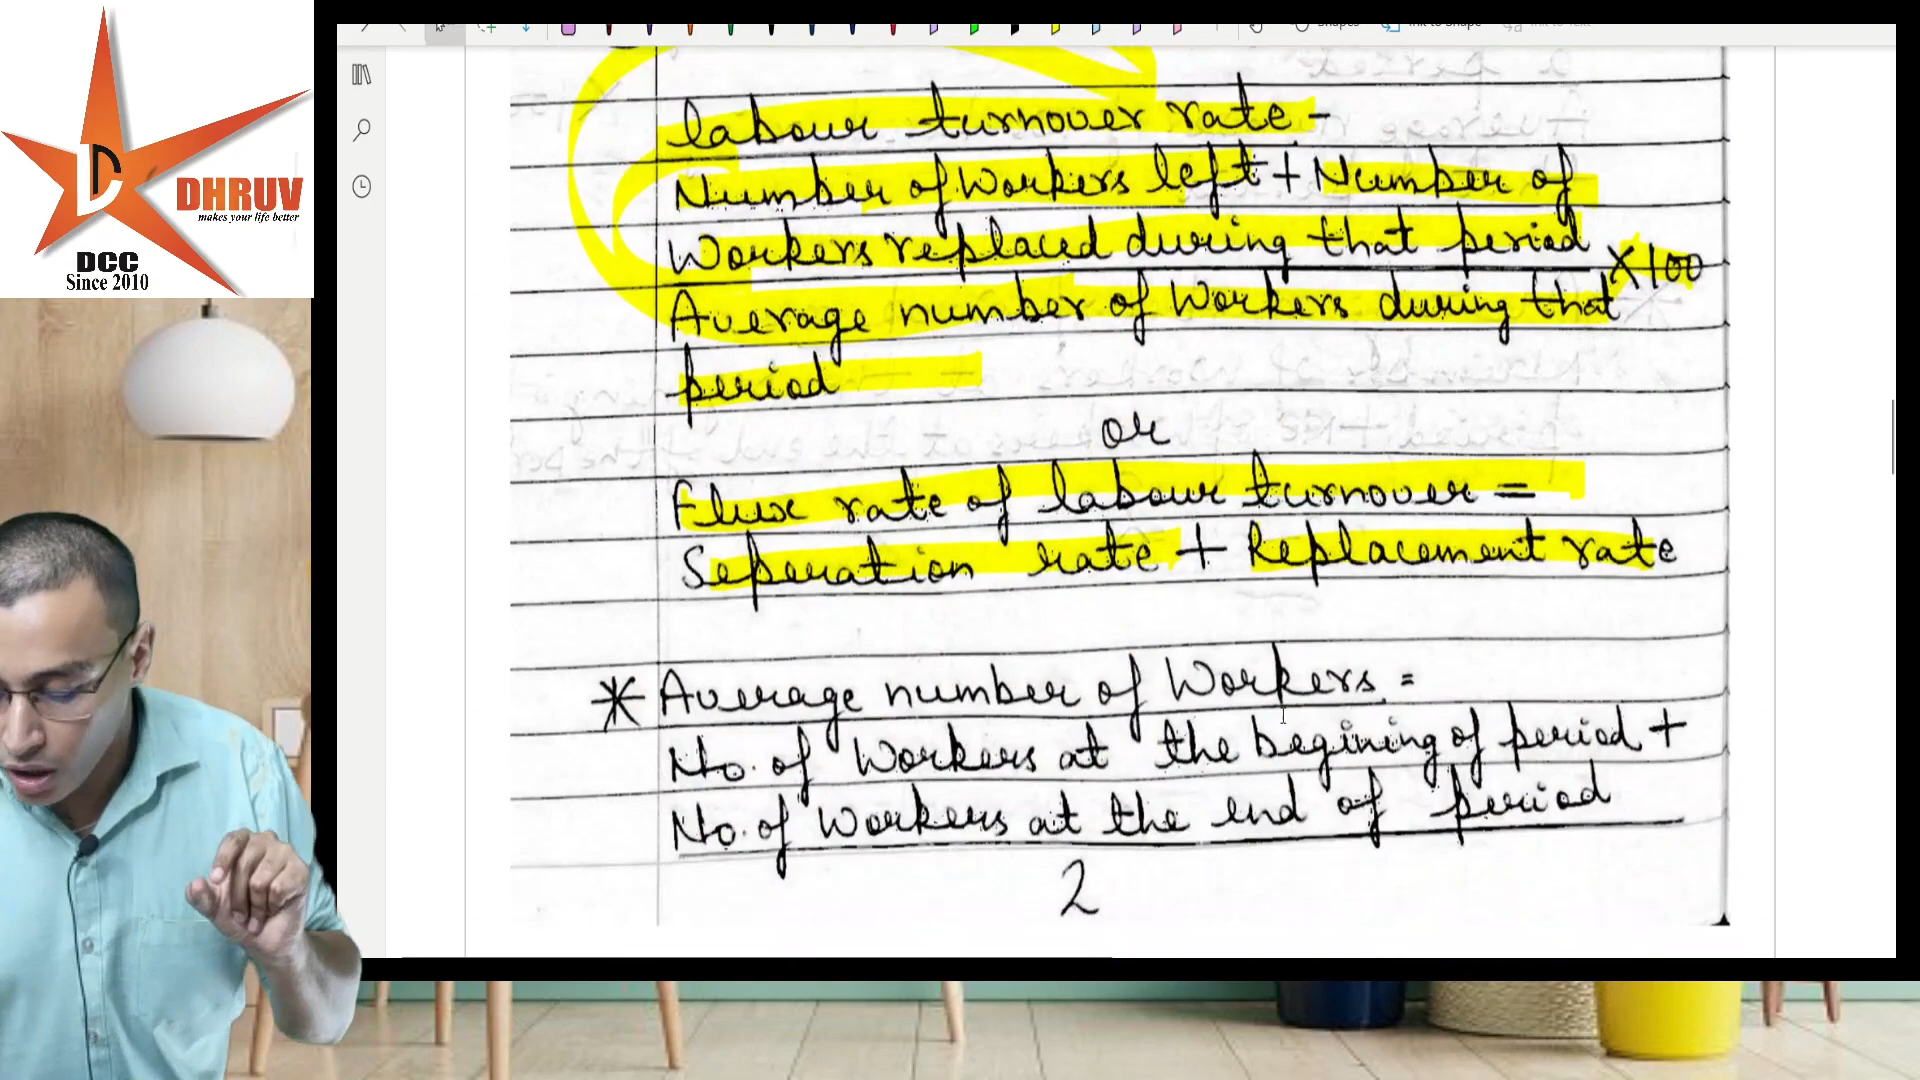 DHRUV
makes your life better
DCC
Since 2010
labour turnover rate -
Number of Workers left + Number of
Workers replaced during that period
X100
Average number of Workers during that
period
or
Flux rate of labour turnover =
Seperation rate + Replacement rate
* Average number of Workers =
No. of Workers at the begining of period +
No. of Workers at the end of period
2